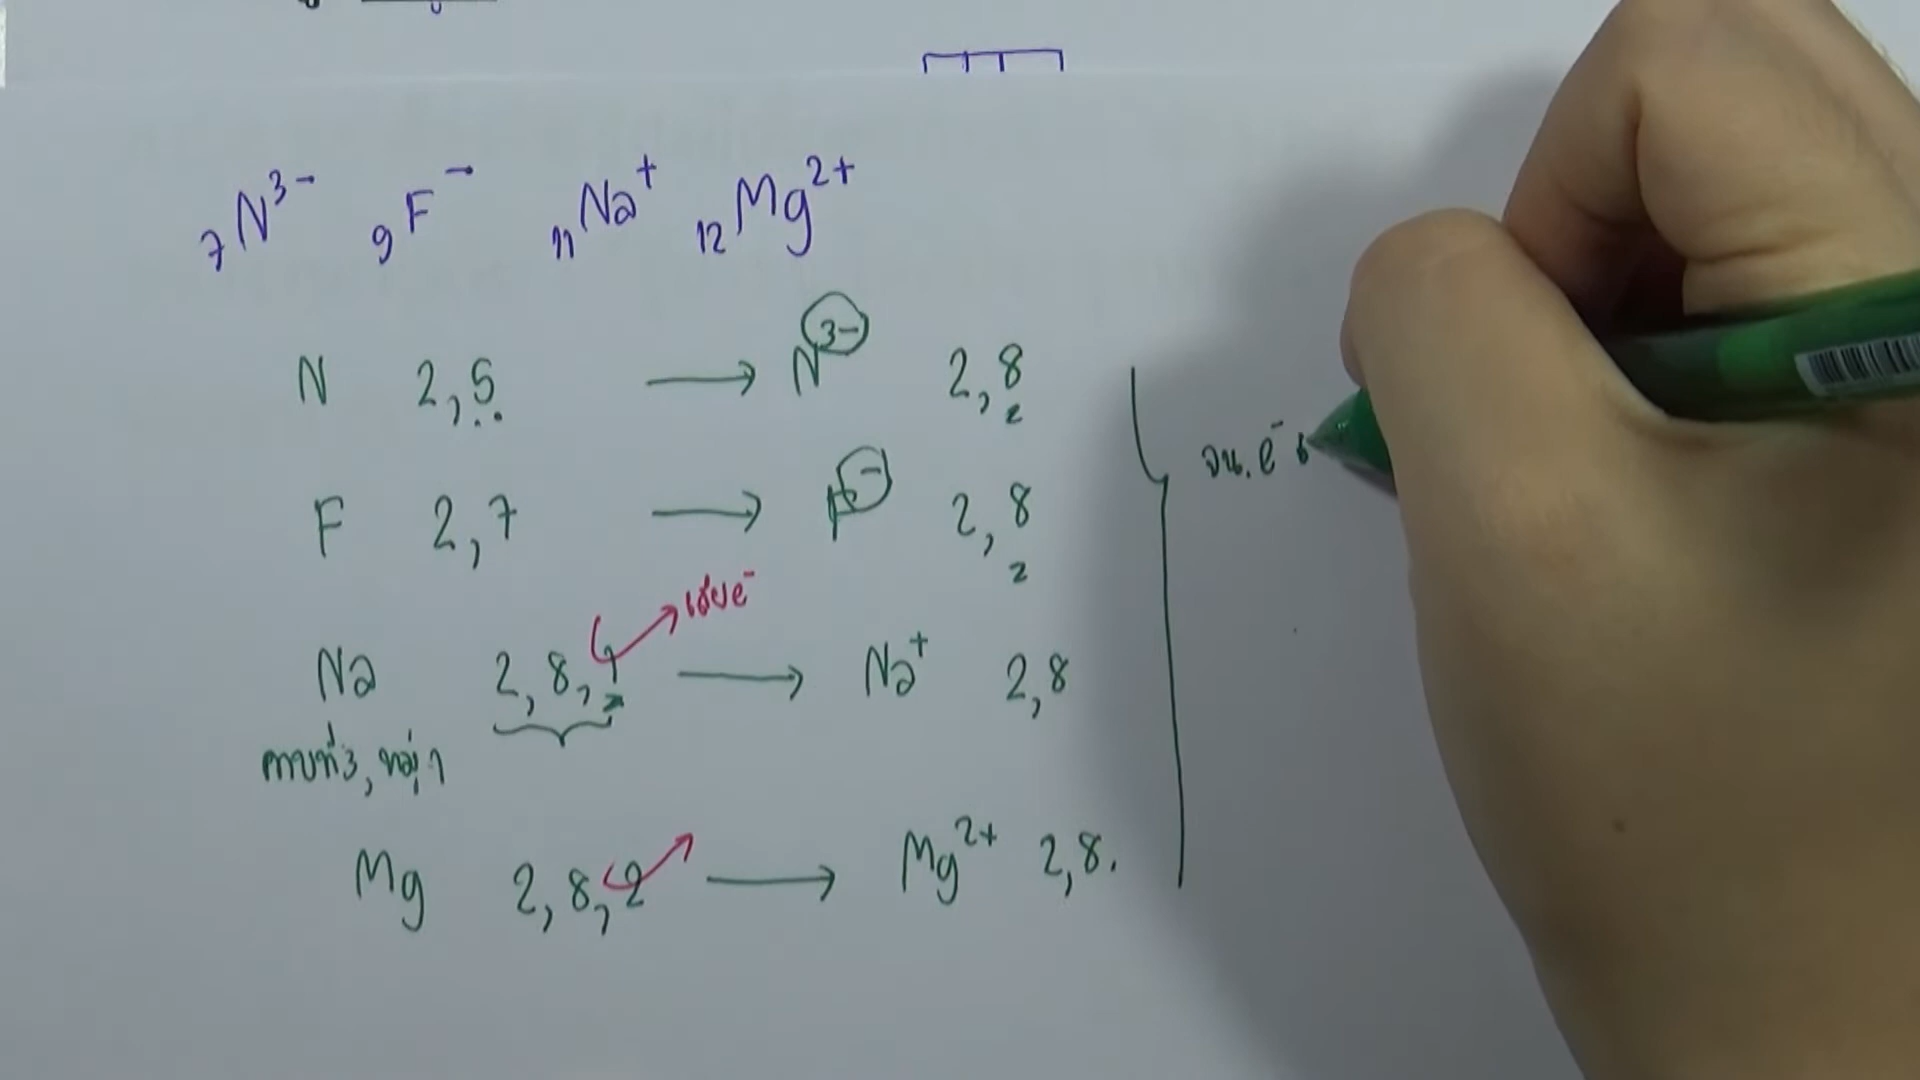 ₇N³⁻ ₉F⁻ ₁₁Na⁺ ₁₂Mg²⁺
N 2,5 → N³⁻ 2,8
2
จน. e⁻
F 2,7 → F⁻ 2,8
2
เสีย e⁻
Na 2,8,1 → Na⁺ 2,8
คาบที่ 3, หมู่ 1
Mg 2,8,2 → Mg²⁺ 2,8.